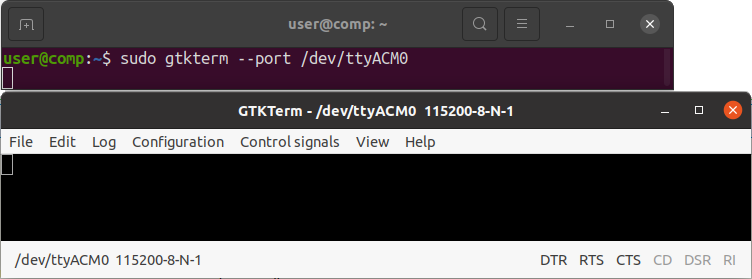 user@comp: ~
user@comp:~$ sudo gtkterm --port /dev/ttyACM0
GTKTerm - /dev/ttyACM0 115200-8-N-1
File Edit Log Configuration Control signals View Help
/dev/ttyACM0 115200-8-N-1 DTR RTS CTS CD DSR RI